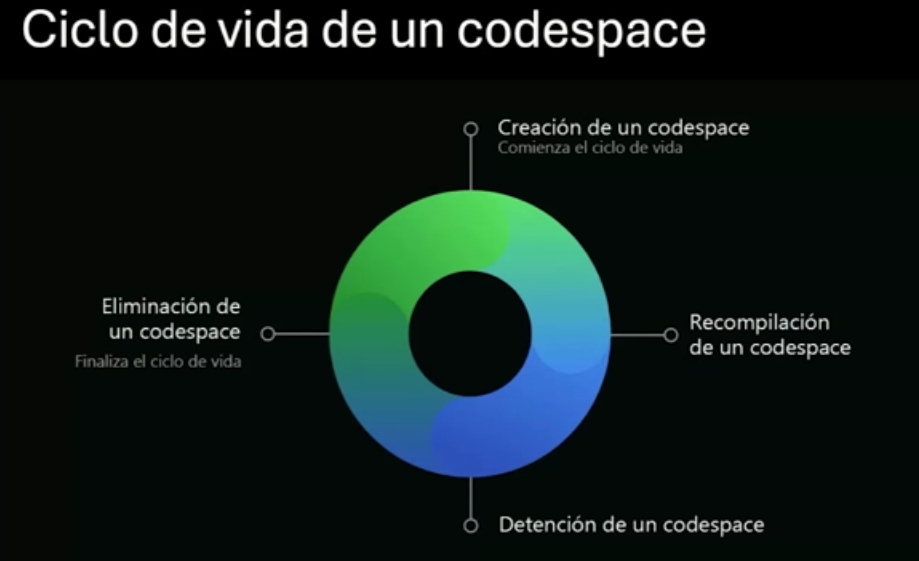 Ciclo de vida de un codespace
Creación de un codespace
Comienza el ciclo de vida
Eliminación de
un codespace
Finaliza el ciclo de vida
Recompilación
de un codespace
Detención de un codespace